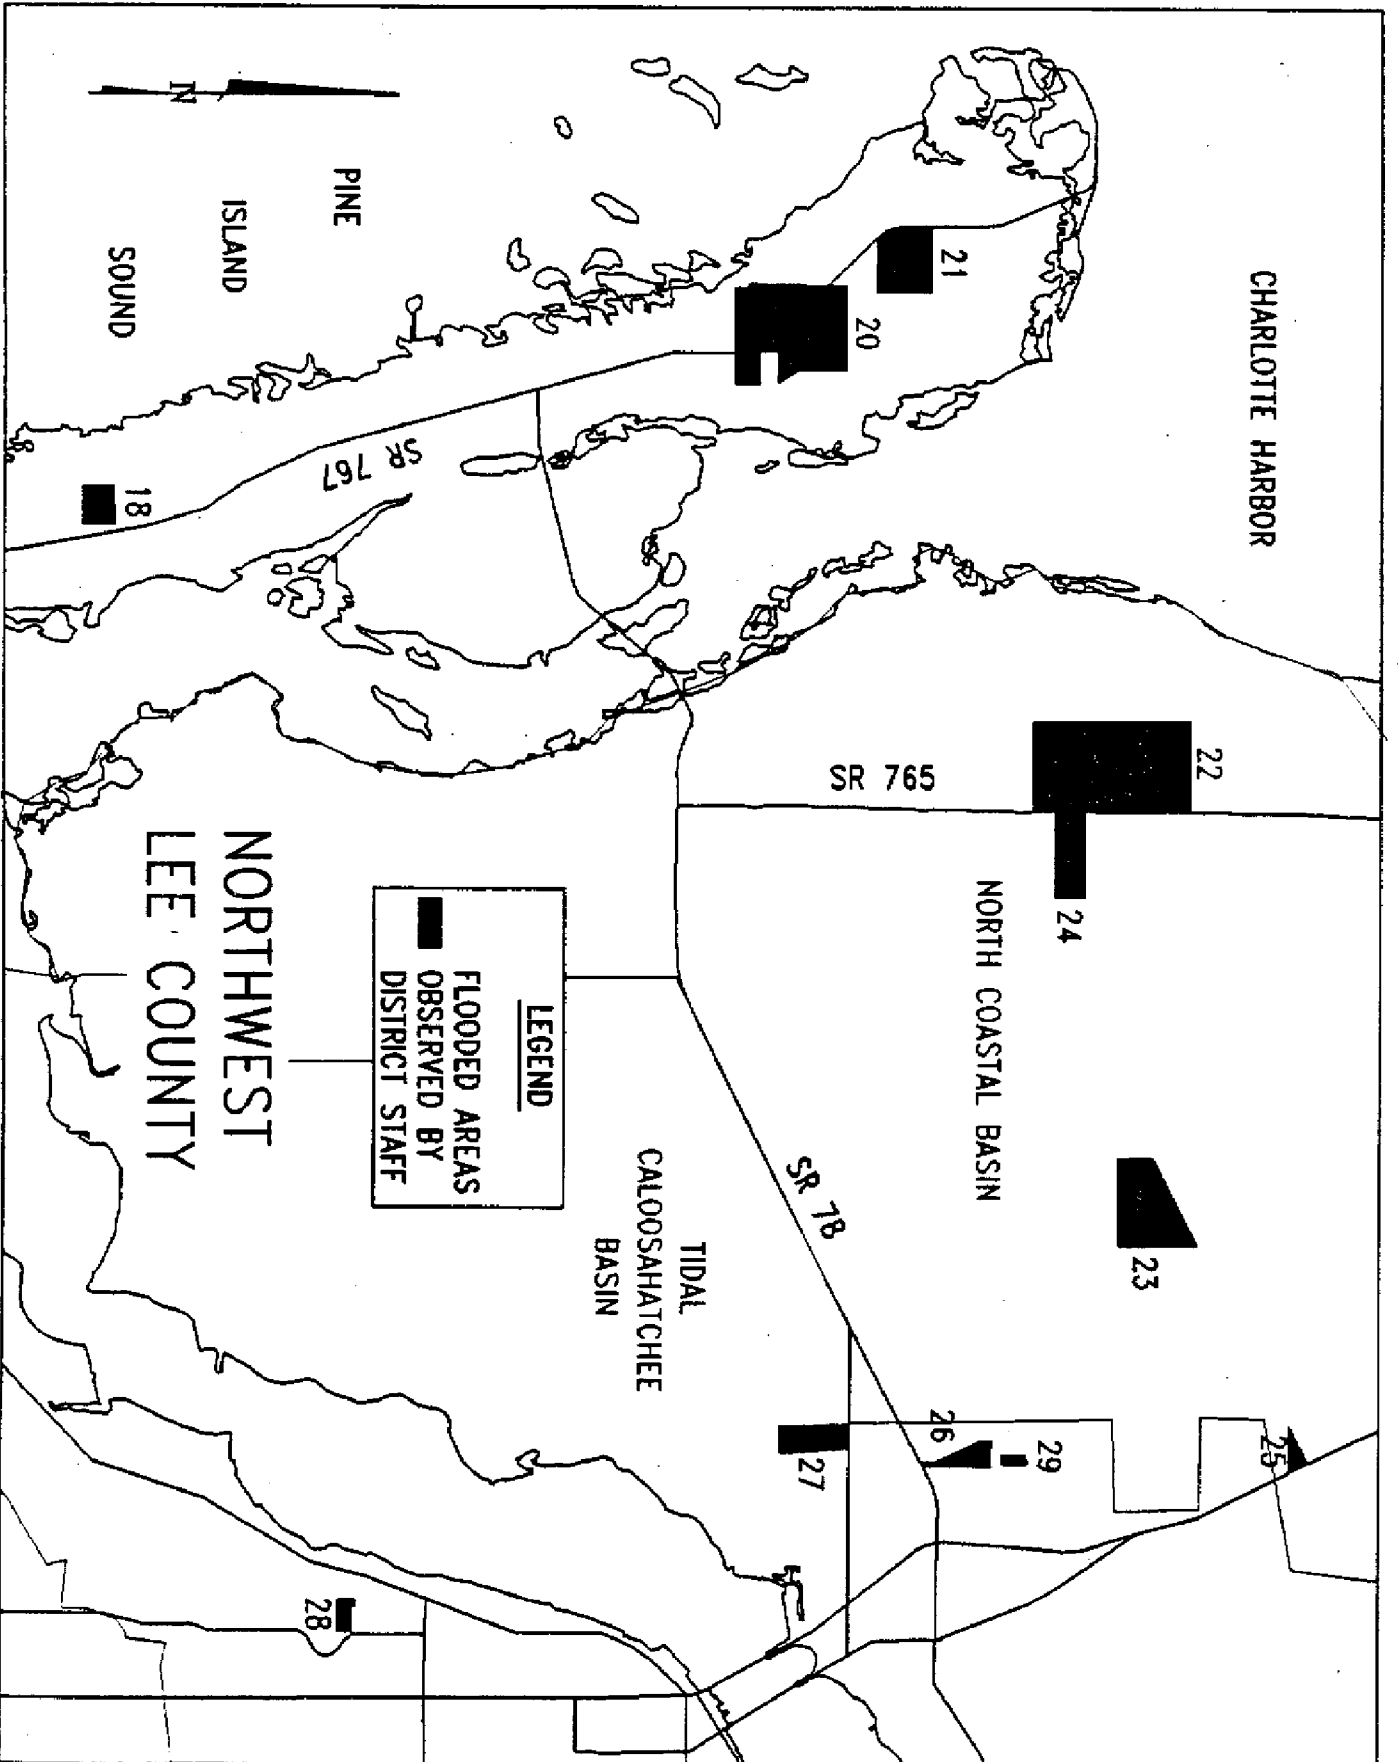 CHARLOTTE HARBOR
21
20
22
SR 765
24
NORTH COASTAL BASIN
23
25
29
26
27
SR 78
TIDAL
CALOOSAHATCHEE
BASIN
N
PINE
ISLAND
SOUND
SR 767
18
LEGEND
FLOODED AREAS
OBSERVED BY
DISTRICT STAFF
NORTHWEST
LEE COUNTY
28